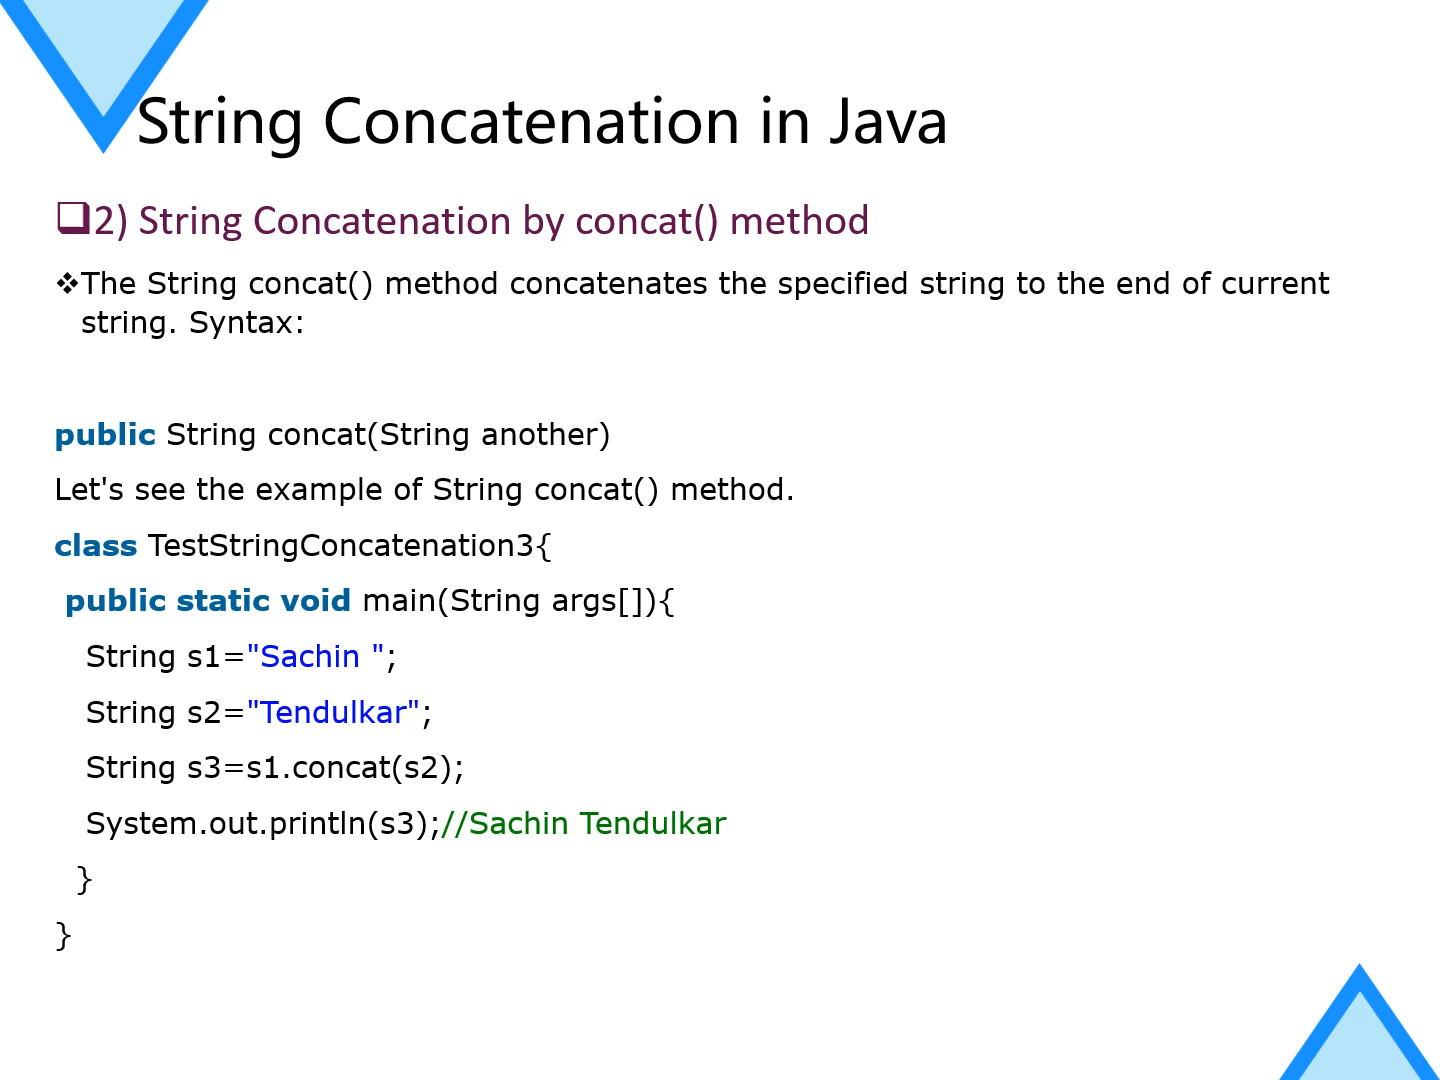 String Concatenation in Java
❑2) String Concatenation by concat() method
❖The String concat() method concatenates the specified string to the end of current
string. Syntax:
public String concat(String another)
Let's see the example of String concat() method.
class TestStringConcatenation3{
 public static void main(String args[]){
   String s1="Sachin ";
   String s2="Tendulkar";
   String s3=s1.concat(s2);
   System.out.println(s3);//Sachin Tendulkar
  }
}